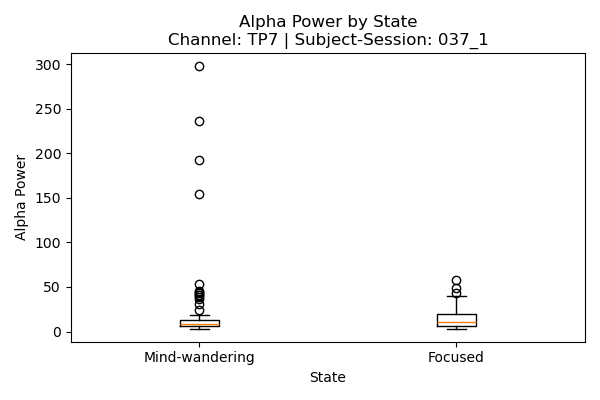 Alpha Power by State
Channel: TP7 | Subject-Session: 037_1
300
250
200
150
100
50
0
Alpha Power
Mind-wandering
Focused
State